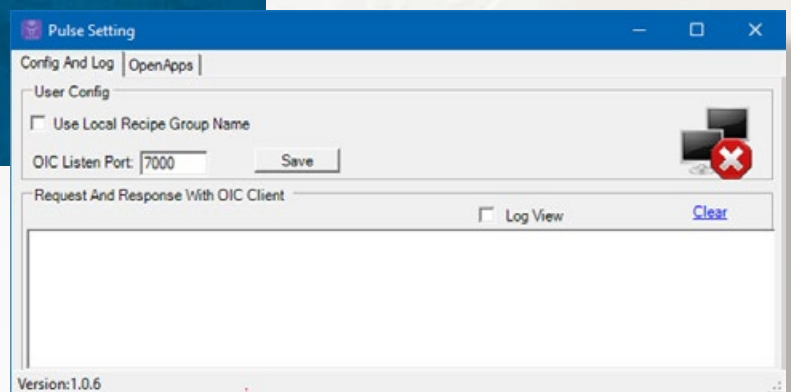 Pulse Setting
Config And Log OpenApps
User Config
Use Local Recipe Group Name
OIC Listen Port: 7000 Save
Request And Response With OIC Client
Log View Clear
Version:1.0.6